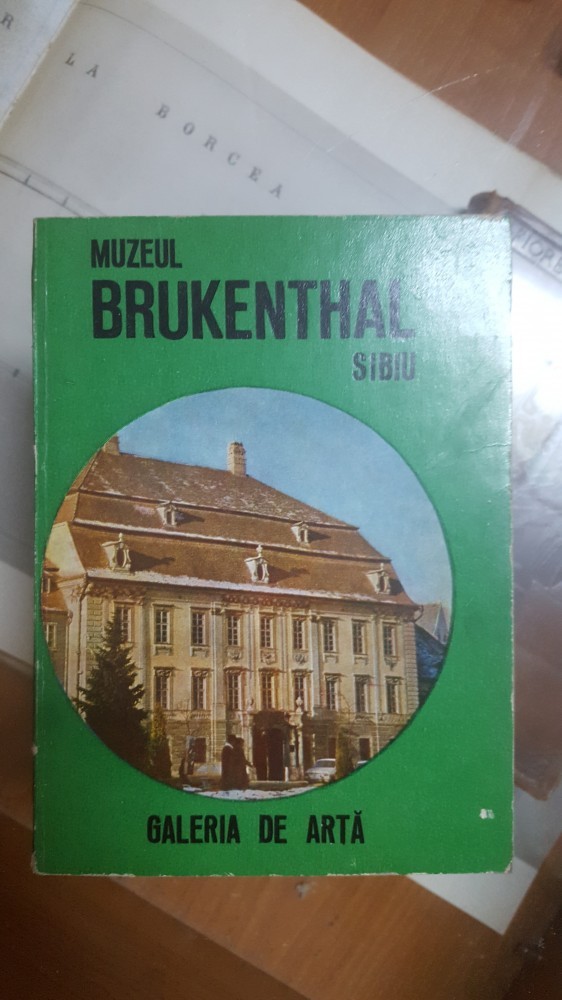 R LA BORCEA
MUZEUL
BRUKENTHAL
SIBIU
GALERIA DE ARTĂ